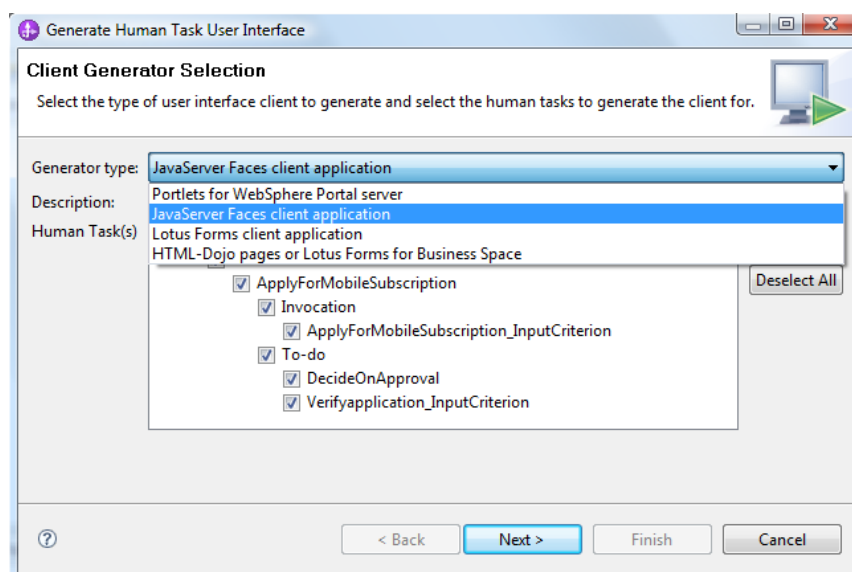 Generate Human Task User Interface
Client Generator Selection
Select the type of user interface client to generate and select the human tasks to generate the client for.
Generator type: JavaServer Faces client application
Portlets for WebSphere Portal server
Description: JavaServer Faces client application
Human Task(s) Lotus Forms client application
HTML-Dojo pages or Lotus Forms for Business Space
ApplyForMobileSubscription Deselect All
Invocation
ApplyForMobileSubscription_InputCriterion
To-do
DecideOnApproval
Verifyapplication_InputCriterion
? < Back Next > Finish Cancel